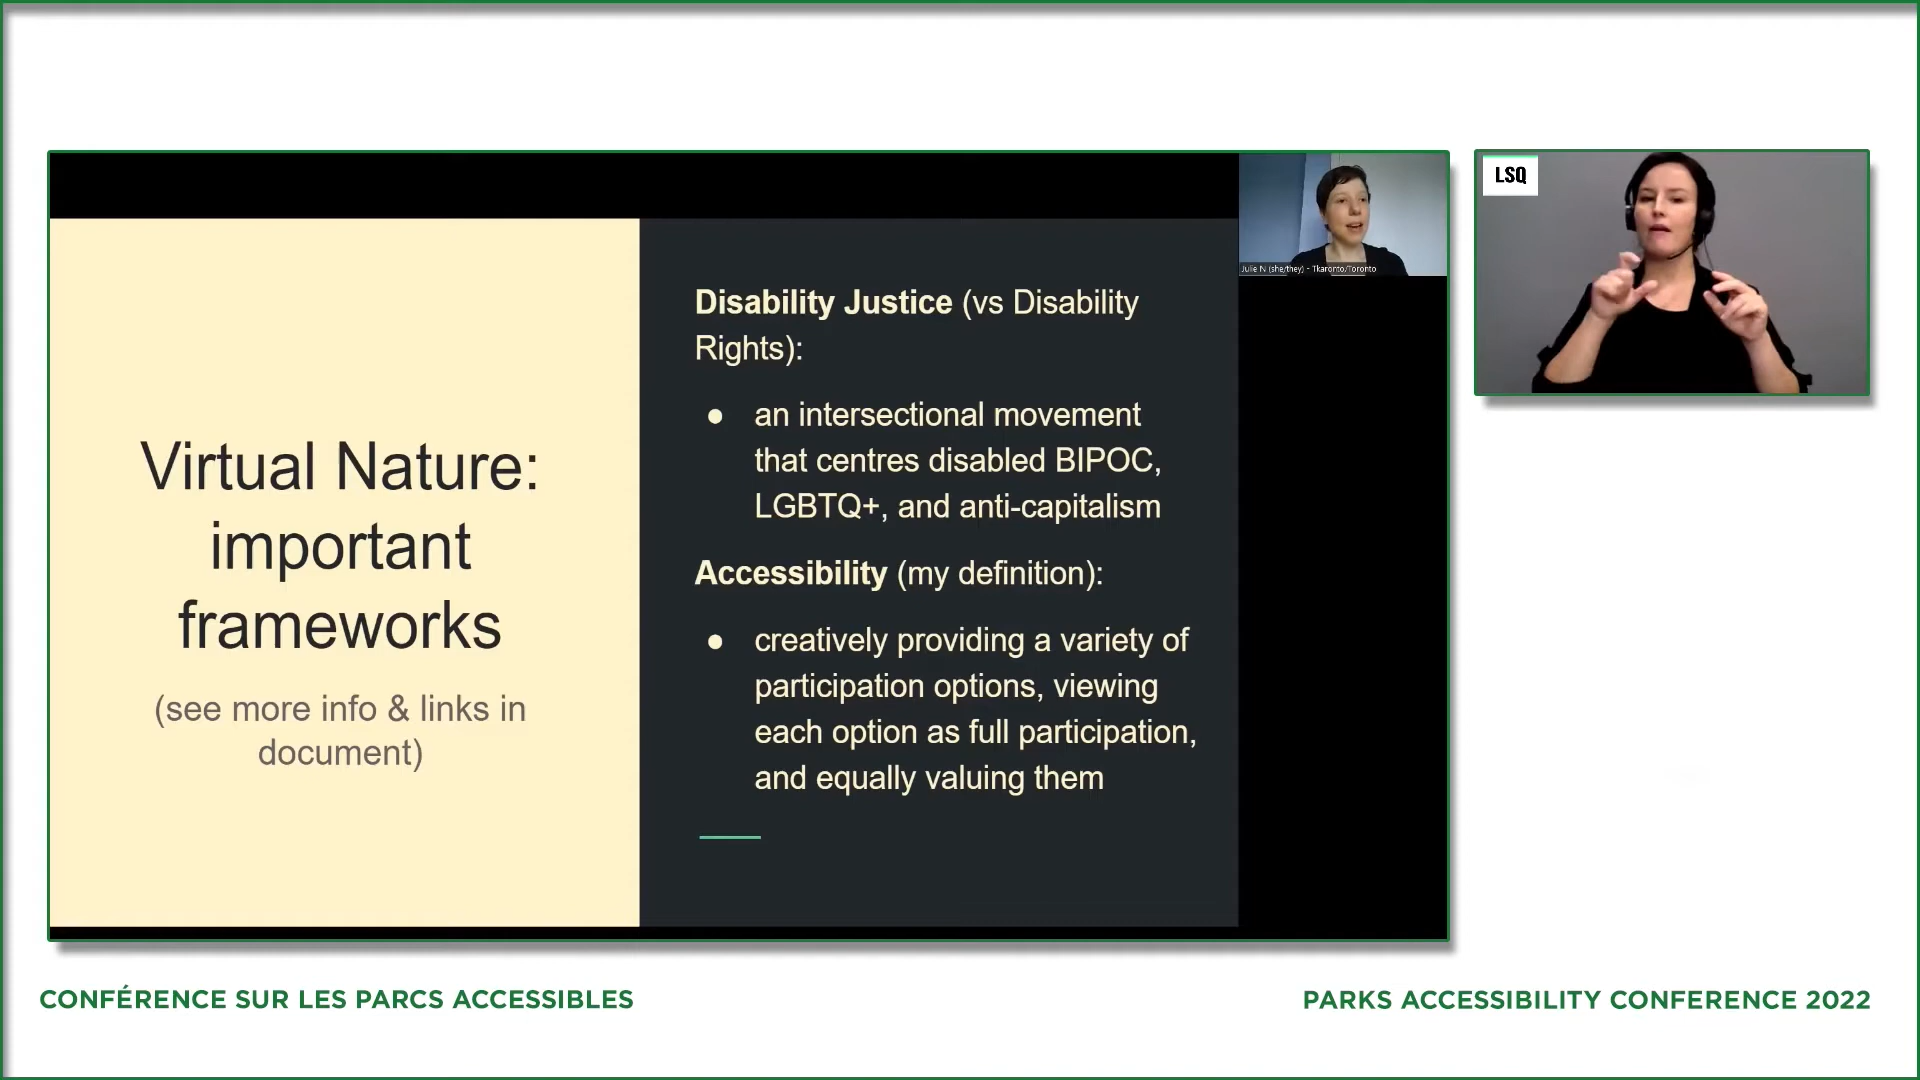 Virtual Nature:
important
frameworks
(see more info & links in
document)
Disability Justice (vs Disability
Rights):
● an intersectional movement
that centres disabled BIPOC,
LGBTQ+, and anti-capitalism
Accessibility (my definition):
● creatively providing a variety of
participation options, viewing
each option as full participation,
and equally valuing them
Julie N (she/they) - Tkaronto/Toronto
LSQ
CONFÉRENCE SUR LES PARCS ACCESSIBLES
PARKS ACCESSIBILITY CONFERENCE 2022